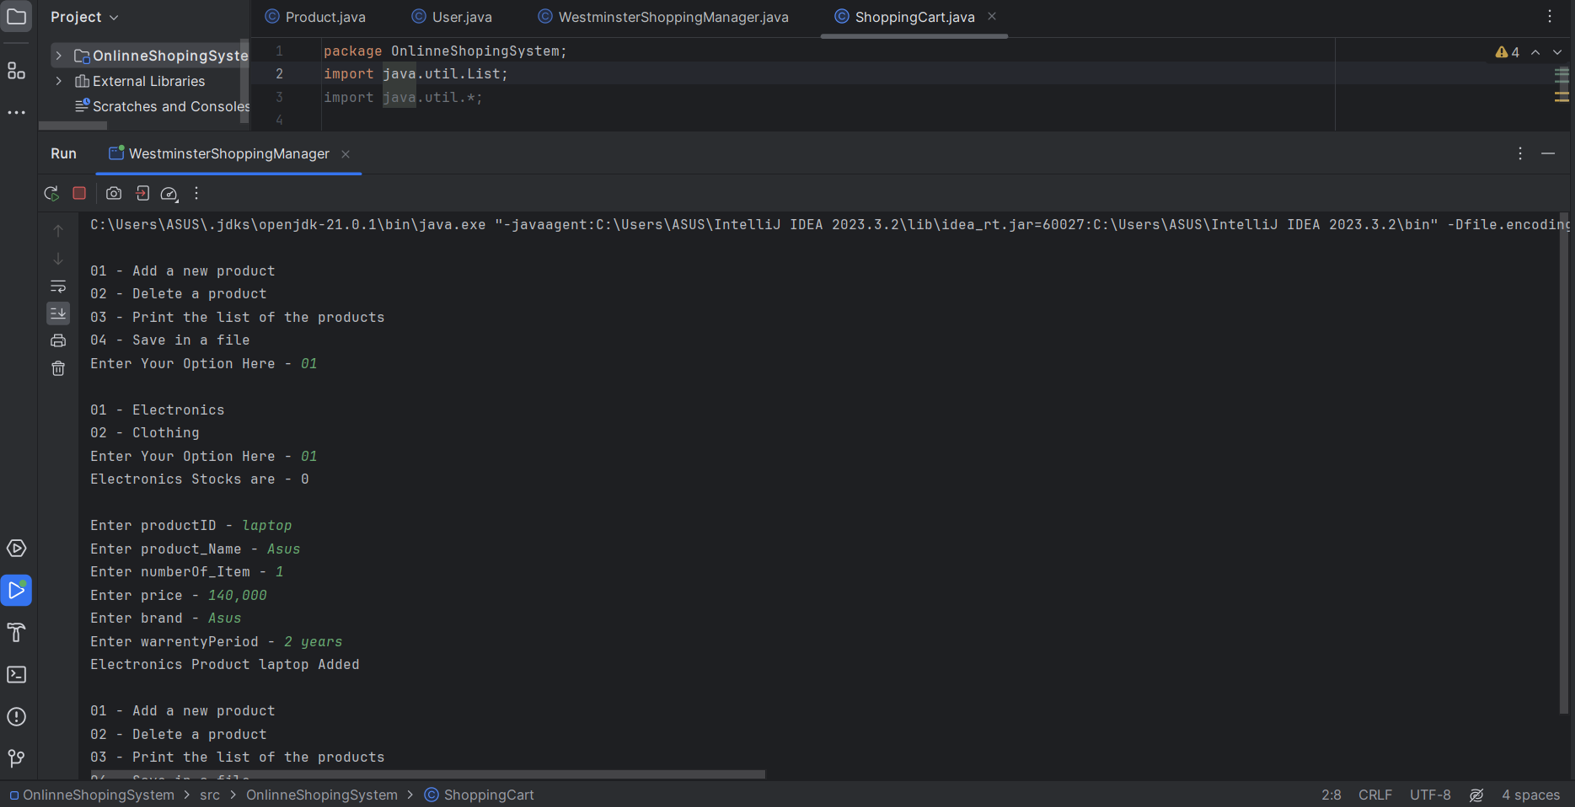 Project
Product.java
User.java
WestminsterShoppingManager.java
ShoppingCart.java
OnlinneShopingSyste
External Libraries
Scratches and Consoles
1 package OnlinneShopingSystem;
2 import java.util.List;
3 import java.util.*;
4
4
Run
WestminsterShoppingManager
C:\Users\ASUS\.jdks\openjdk-21.0.1\bin\java.exe "-javaagent:C:\Users\ASUS\IntelliJ IDEA 2023.3.2\lib\idea_rt.jar=60027:C:\Users\ASUS\IntelliJ IDEA 2023.3.2\bin" -Dfile.encoding
01 - Add a new product
02 - Delete a product
03 - Print the list of the products
04 - Save in a file
Enter Your Option Here - 01
01 - Electronics
02 - Clothing
Enter Your Option Here - 01
Electronics Stocks are - 0
Enter productID - laptop
Enter product_Name - Asus
Enter numberOf_Item - 1
Enter price - 140,000
Enter brand - Asus
Enter warrentyPeriod - 2 years
Electronics Product laptop Added
01 - Add a new product
02 - Delete a product
03 - Print the list of the products
04 - Save in a file
OnlinneShopingSystem > src > OnlinneShopingSystem > ShoppingCart
2:8 CRLF UTF-8 4 spaces